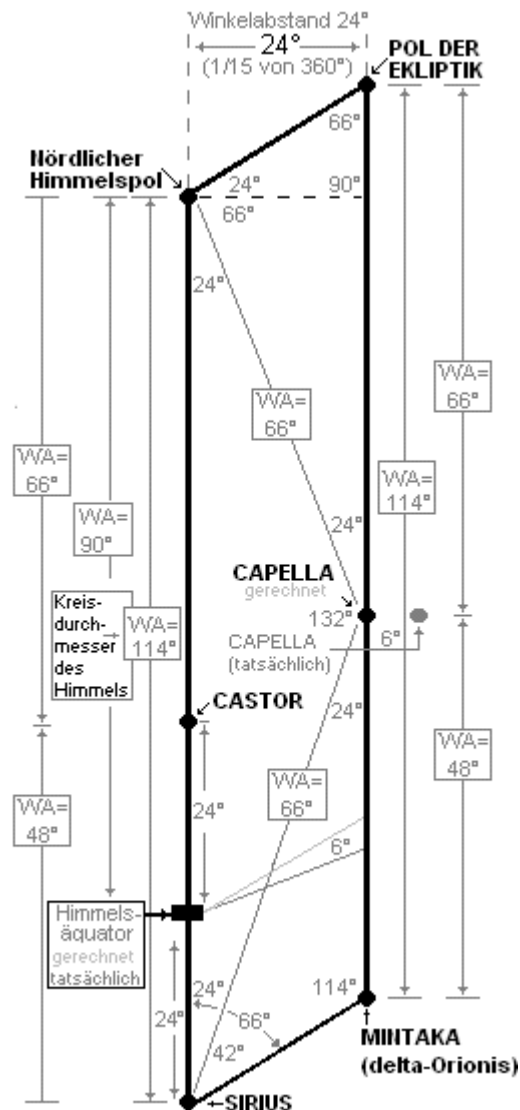 Winkelabstand 24°
24°
(1/15 von 360°)
POL DER
EKLIPTIK
66°
Nördlicher
Himmelspol
24°
90°
66°
24°
WA=
66°
WA=
66°
WA=
66°
WA=
114°
WA=
90°
24°
CAPELLA
gerechnet
132°
Kreis-
durch-
messer
des
Himmels
WA=
114°
CAPELLA
(tatsächlich)
6°
24°
CASTOR
WA=
48°
WA=
48°
24°
WA=
66°
6°
Himmels-
äquator
gerechnet
tatsächlich
24°
24°
66°
42°
114°
MINTAKA
(delta-Orionis)
SIRIUS